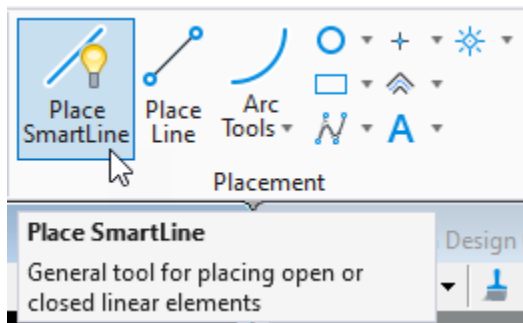 Place
SmartLine
Place
Line
Arc
Tools
A
Placement
Place SmartLine
General tool for placing open or
closed linear elements
Design